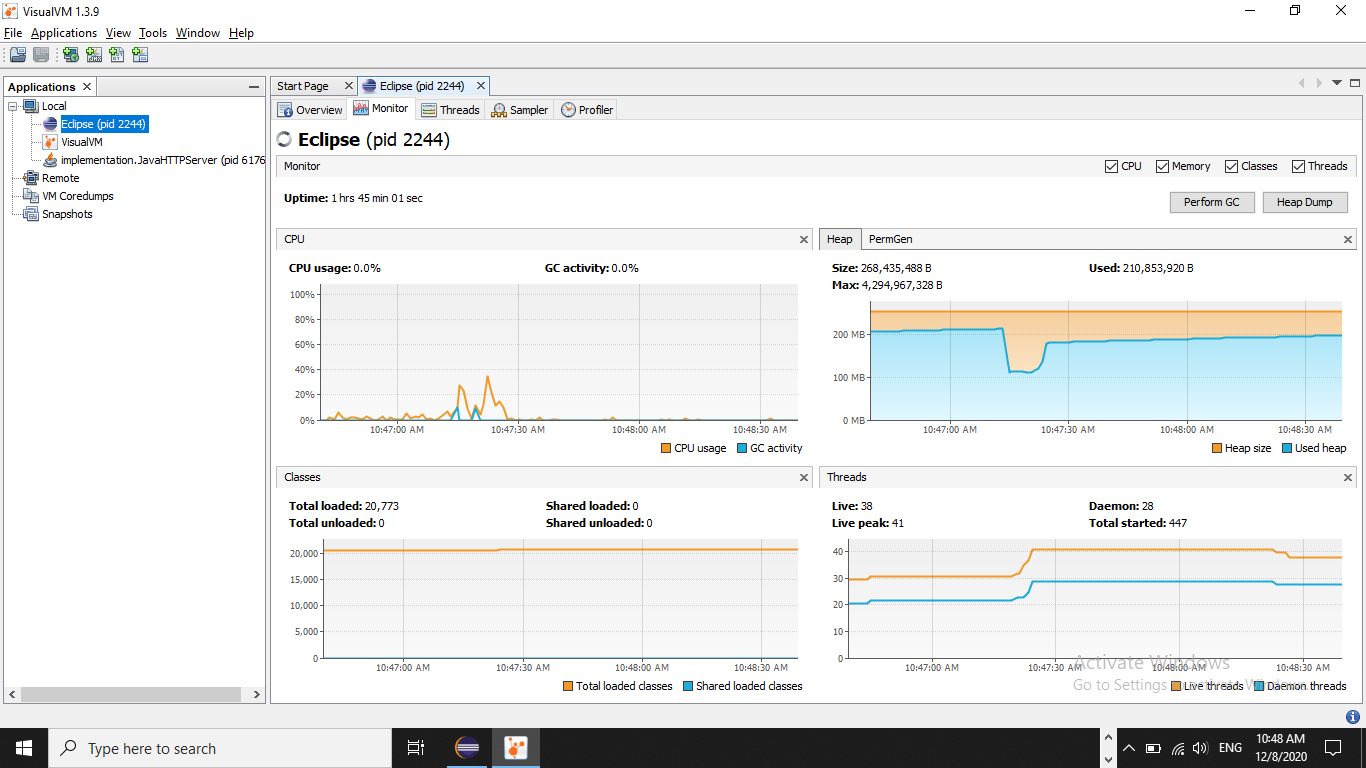 VisualVM 1.3.9
File Applications View Tools Window Help
Applications
Local
Eclipse (pid 2244)
VisualVM
implementation.JavaHTTPServer (pid 6176
Remote
VM Coredumps
Snapshots
Start Page Eclipse (pid 2244)
Overview Monitor Threads Sampler Profiler
Eclipse (pid 2244)
Monitor CPU Memory Classes Threads
Uptime: 1 hrs 45 min 01 sec
Perform GC Heap Dump
CPU
CPU usage: 0.0% GC activity: 0.0%
100%
80%
60%
40%
20%
0%
10:47:00 AM 10:47:30 AM 10:48:00 AM 10:48:30 AM
CPU usage GC activity
Heap PermGen
Size: 268,435,488 B Used: 210,853,920 B
Max: 4,294,967,328 B
200 MB
100 MB
0 MB
10:47:00 AM 10:47:30 AM 10:48:00 AM 10:48:30 AM
Heap size Used heap
Classes
Total loaded: 20,773 Shared loaded: 0
Total unloaded: 0 Shared unloaded: 0
20,000
15,000
10,000
5,000
0
10:47:00 AM 10:47:30 AM 10:48:00 AM 10:48:30 AM
Total loaded classes Shared loaded classes
Threads
Live: 38 Daemon: 28
Live peak: 41 Total started: 447
40
30
20
10
0
10:47:00 AM 10:47:30 AM 10:48:00 AM 10:48:30 AM
Live threads Daemon threads
Activate Windows
Go to Settings to activate Windows.
Type here to search
ENG
10:48 AM
12/8/2020